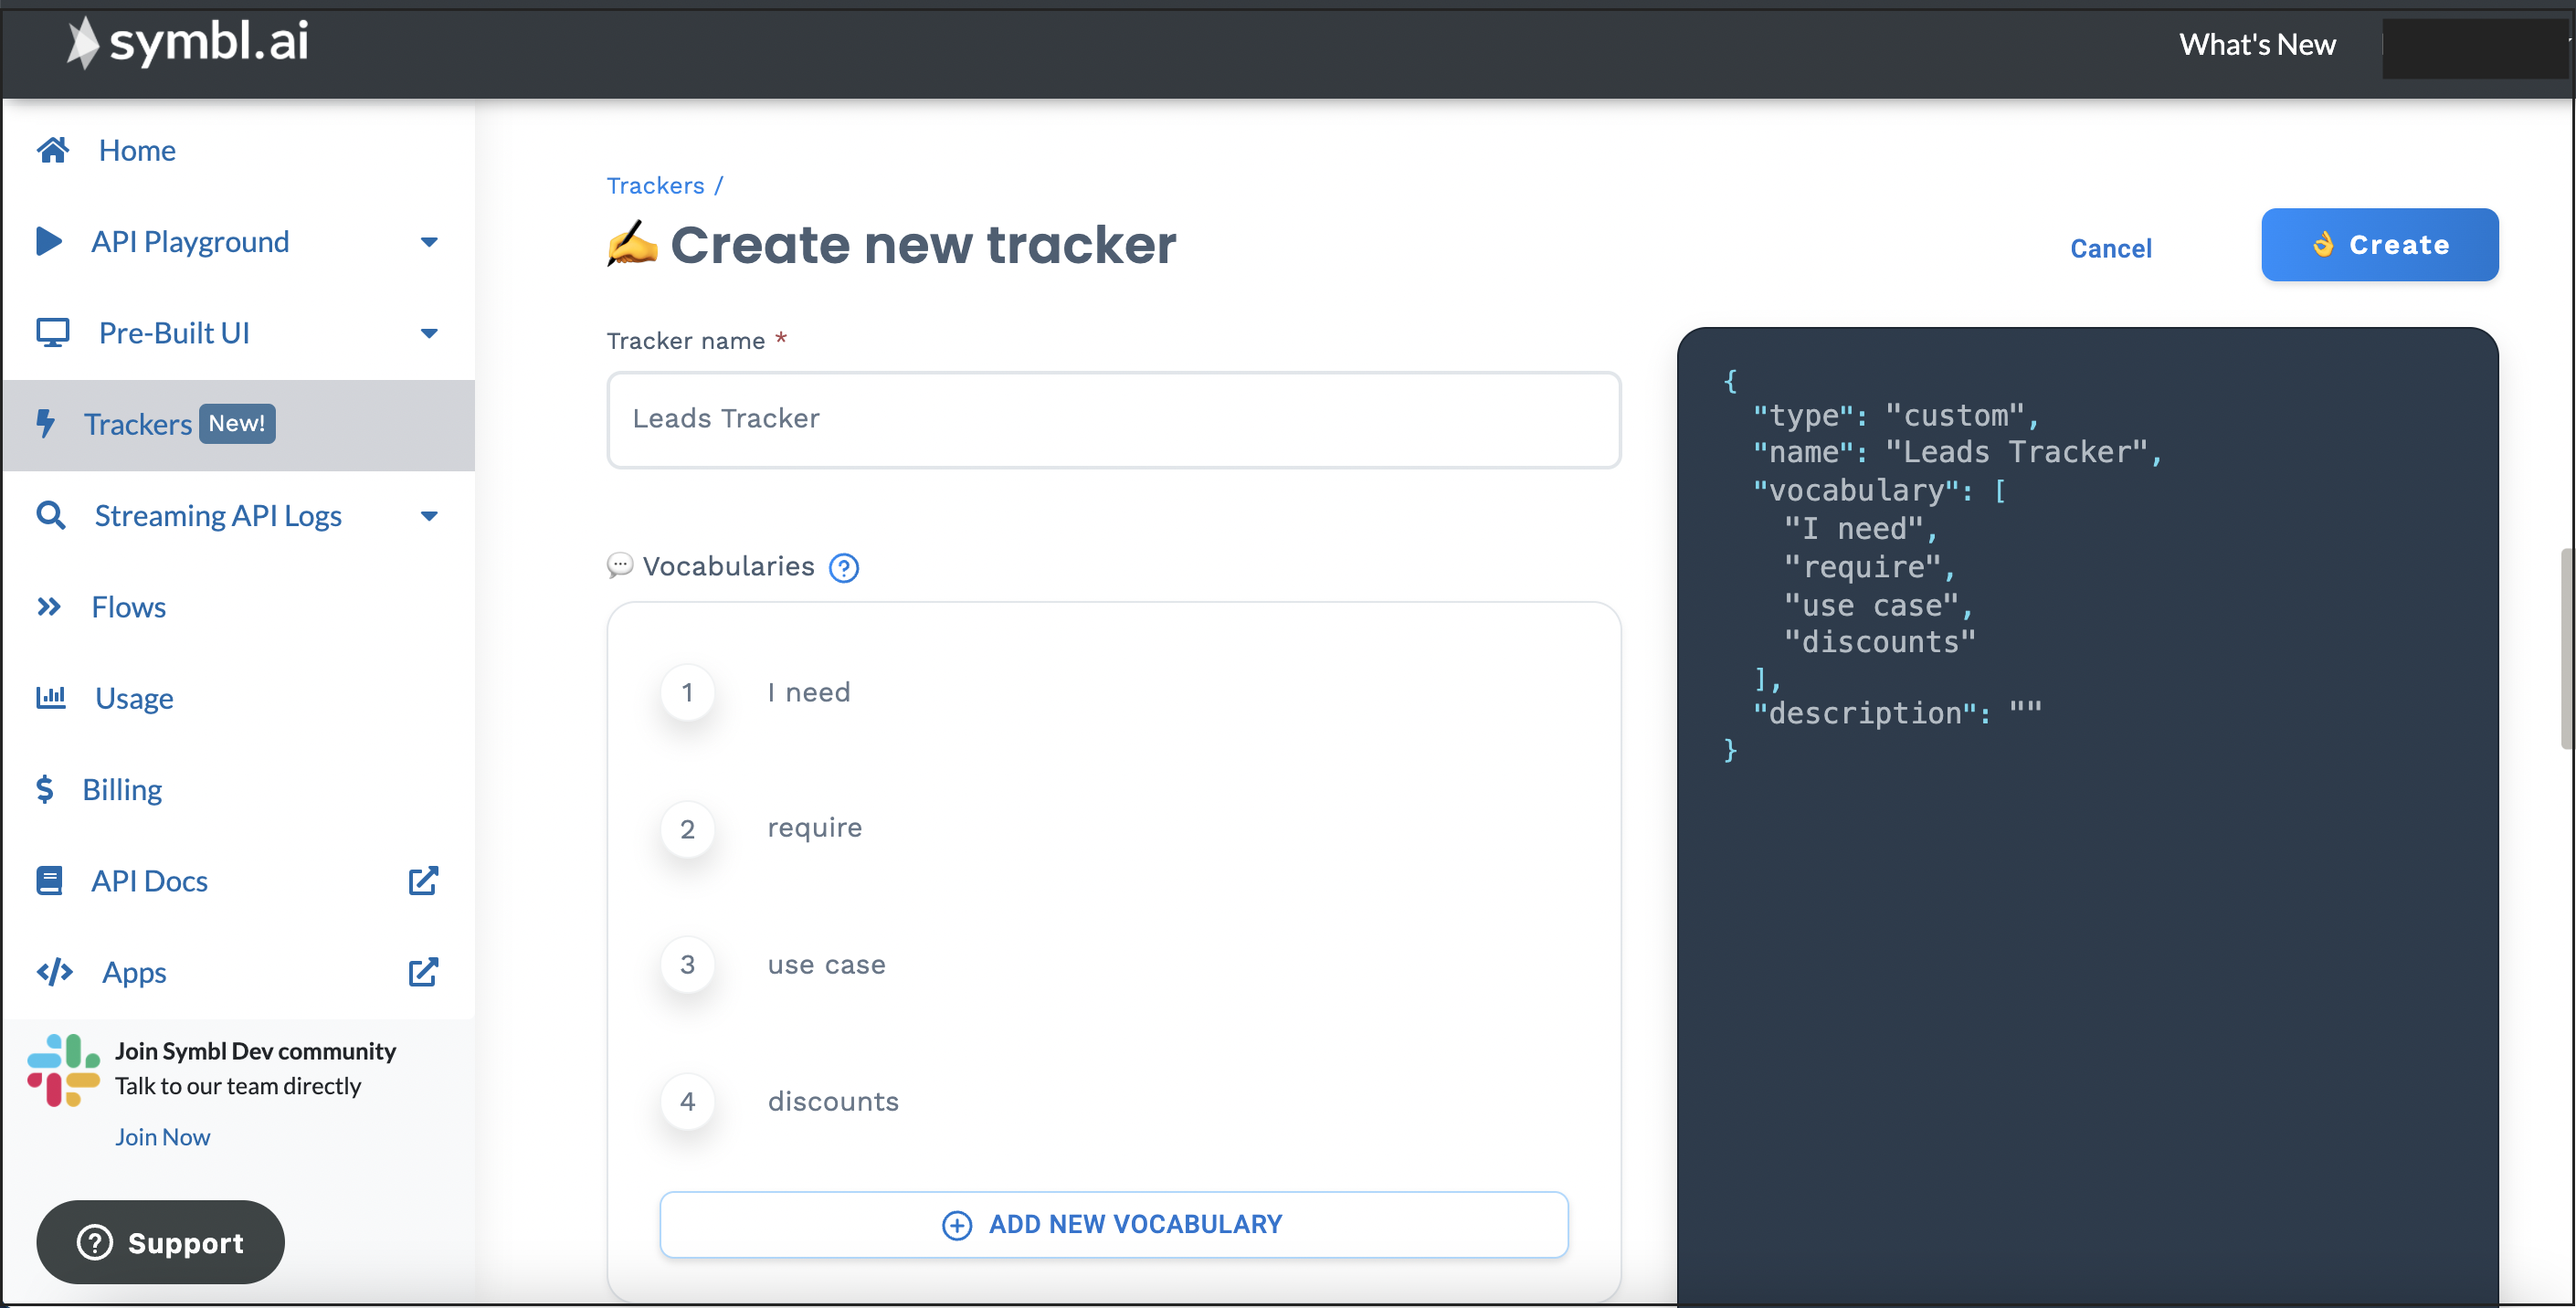 symbl.ai
What's New
Home
API Playground
Pre-Built UI
Trackers New!
Streaming API Logs
Flows
Usage
Billing
API Docs
Apps
Join Symbl Dev community
Talk to our team directly
Join Now
Support
Trackers /
✍ Create new tracker
Cancel
👌 Create
Tracker name *
Leads Tracker
💬 Vocabularies ?
1 I need
2 require
3 use case
4 discounts
ADD NEW VOCABULARY
{
"type": "custom",
"name": "Leads Tracker",
"vocabulary": [
"I need",
"require",
"use case",
"discounts"
],
"description": ""
}